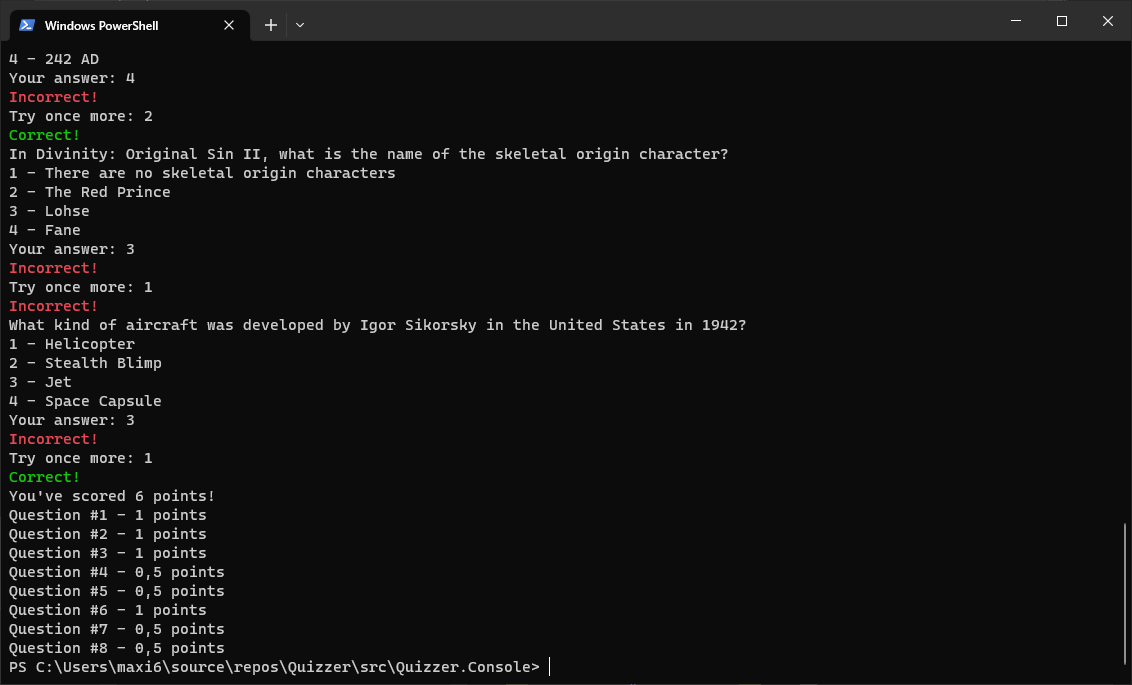 Windows PowerShell
4 - 242 AD
Your answer: 4
Incorrect!
Try once more: 2
Correct!
In Divinity: Original Sin II, what is the name of the skeletal origin character?
1 - There are no skeletal origin characters
2 - The Red Prince
3 - Lohse
4 - Fane
Your answer: 3
Incorrect!
Try once more: 1
Incorrect!
What kind of aircraft was developed by Igor Sikorsky in the United States in 1942?
1 - Helicopter
2 - Stealth Blimp
3 - Jet
4 - Space Capsule
Your answer: 3
Incorrect!
Try once more: 1
Correct!
You've scored 6 points!
Question #1 - 1 points
Question #2 - 1 points
Question #3 - 1 points
Question #4 - 0,5 points
Question #5 - 0,5 points
Question #6 - 1 points
Question #7 - 0,5 points
Question #8 - 0,5 points
PS C:\Users\maxi6\source\repos\Quizzer\src\Quizzer.Console>